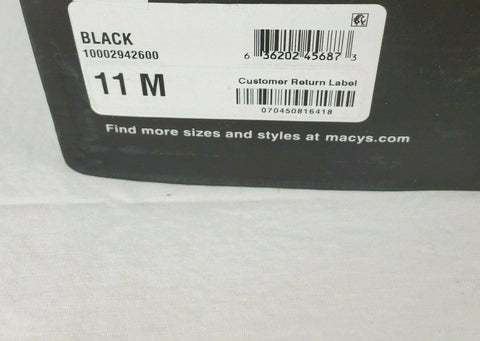 BLACK
10002942600
6 36202 45687 3
11 M
Customer Return Label
070450816418
Find more sizes and styles at macys.com